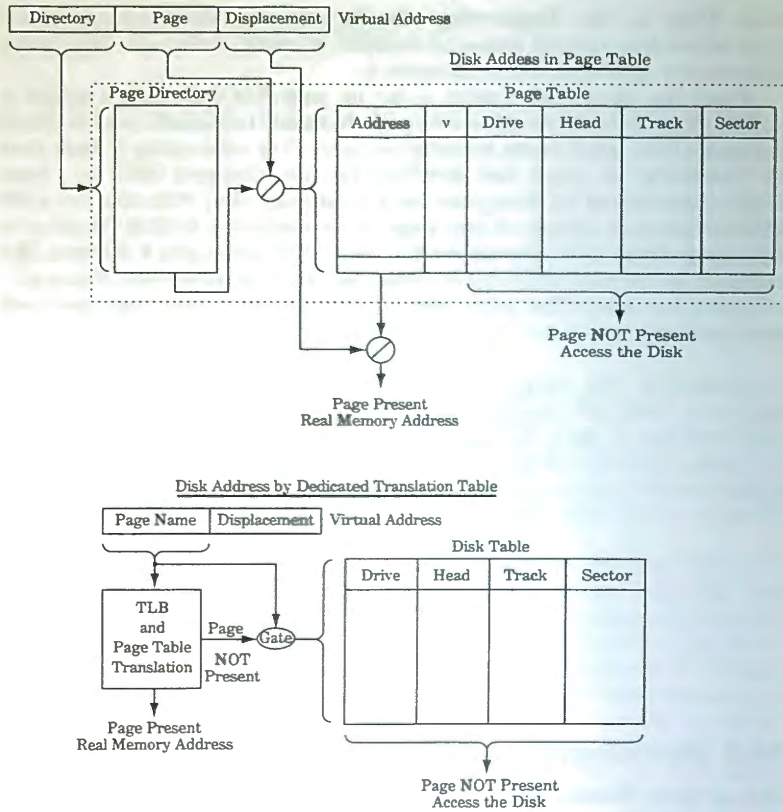 Directory Page Displacement Virtual Address
Disk Addess in Page Table
Page Directory
Page Table
Address v Drive Head Track Sector
Page NOT Present
Access the Disk
Page Present
Real Memory Address
Disk Address by Dedicated Translation Table
Page Name Displacement Virtual Address
Disk Table
Drive Head Track Sector
TLB
and
Page Table
Translation
Page
NOT
Present
Gate
Page Present
Real Memory Address
Page NOT Present
Access the Disk